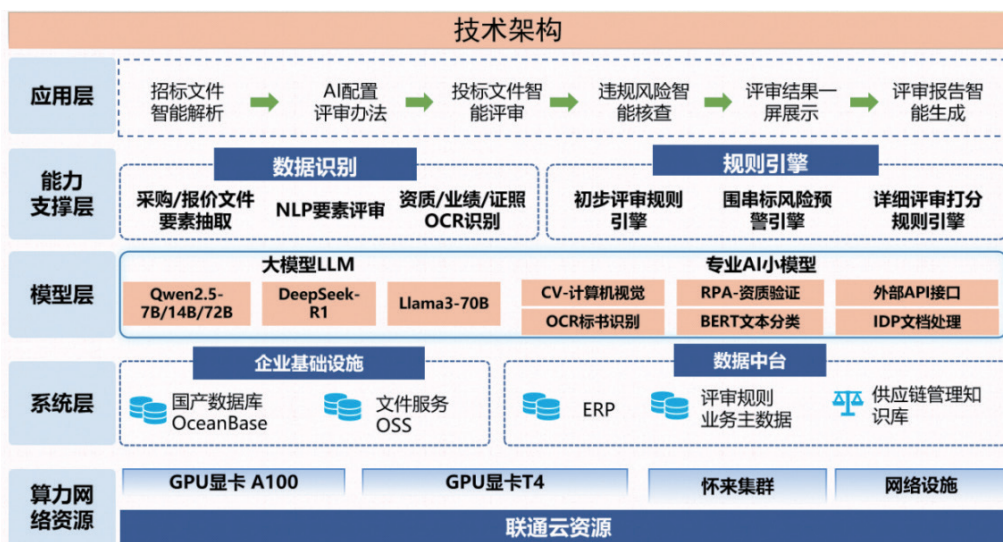 技术架构
应用层
招标文件
智能解析
AI配置
评审办法
投标文件智
能评审
违规风险智
能核查
评审结果一
屏展示
评审报告智
能生成
能力
支撑层
数据识别
采购/报价文件
要素抽取
NLP要素评审
资质/业绩/证照
OCR识别
规则引擎
初步评审规则
引擎
围串标风险预
警引擎
详细评审打分
规则引擎
模型层
大模型LLM
Qwen2.5-
7B/14B/72B
DeepSeek-
R1
Llama3-70B
专业AI小模型
CV-计算机视觉
RPA-资质验证
外部API接口
OCR标书识别
BERT文本分类
IDP文档处理
系统层
企业基础设施
国产数据库
OceanBase
文件服务
OSS
数据中台
ERP
评审规则
业务主数据
供应链管理知
识库
算力网
络资源
GPU显卡 A100
GPU显卡T4
怀来集群
网络设施
联通云资源